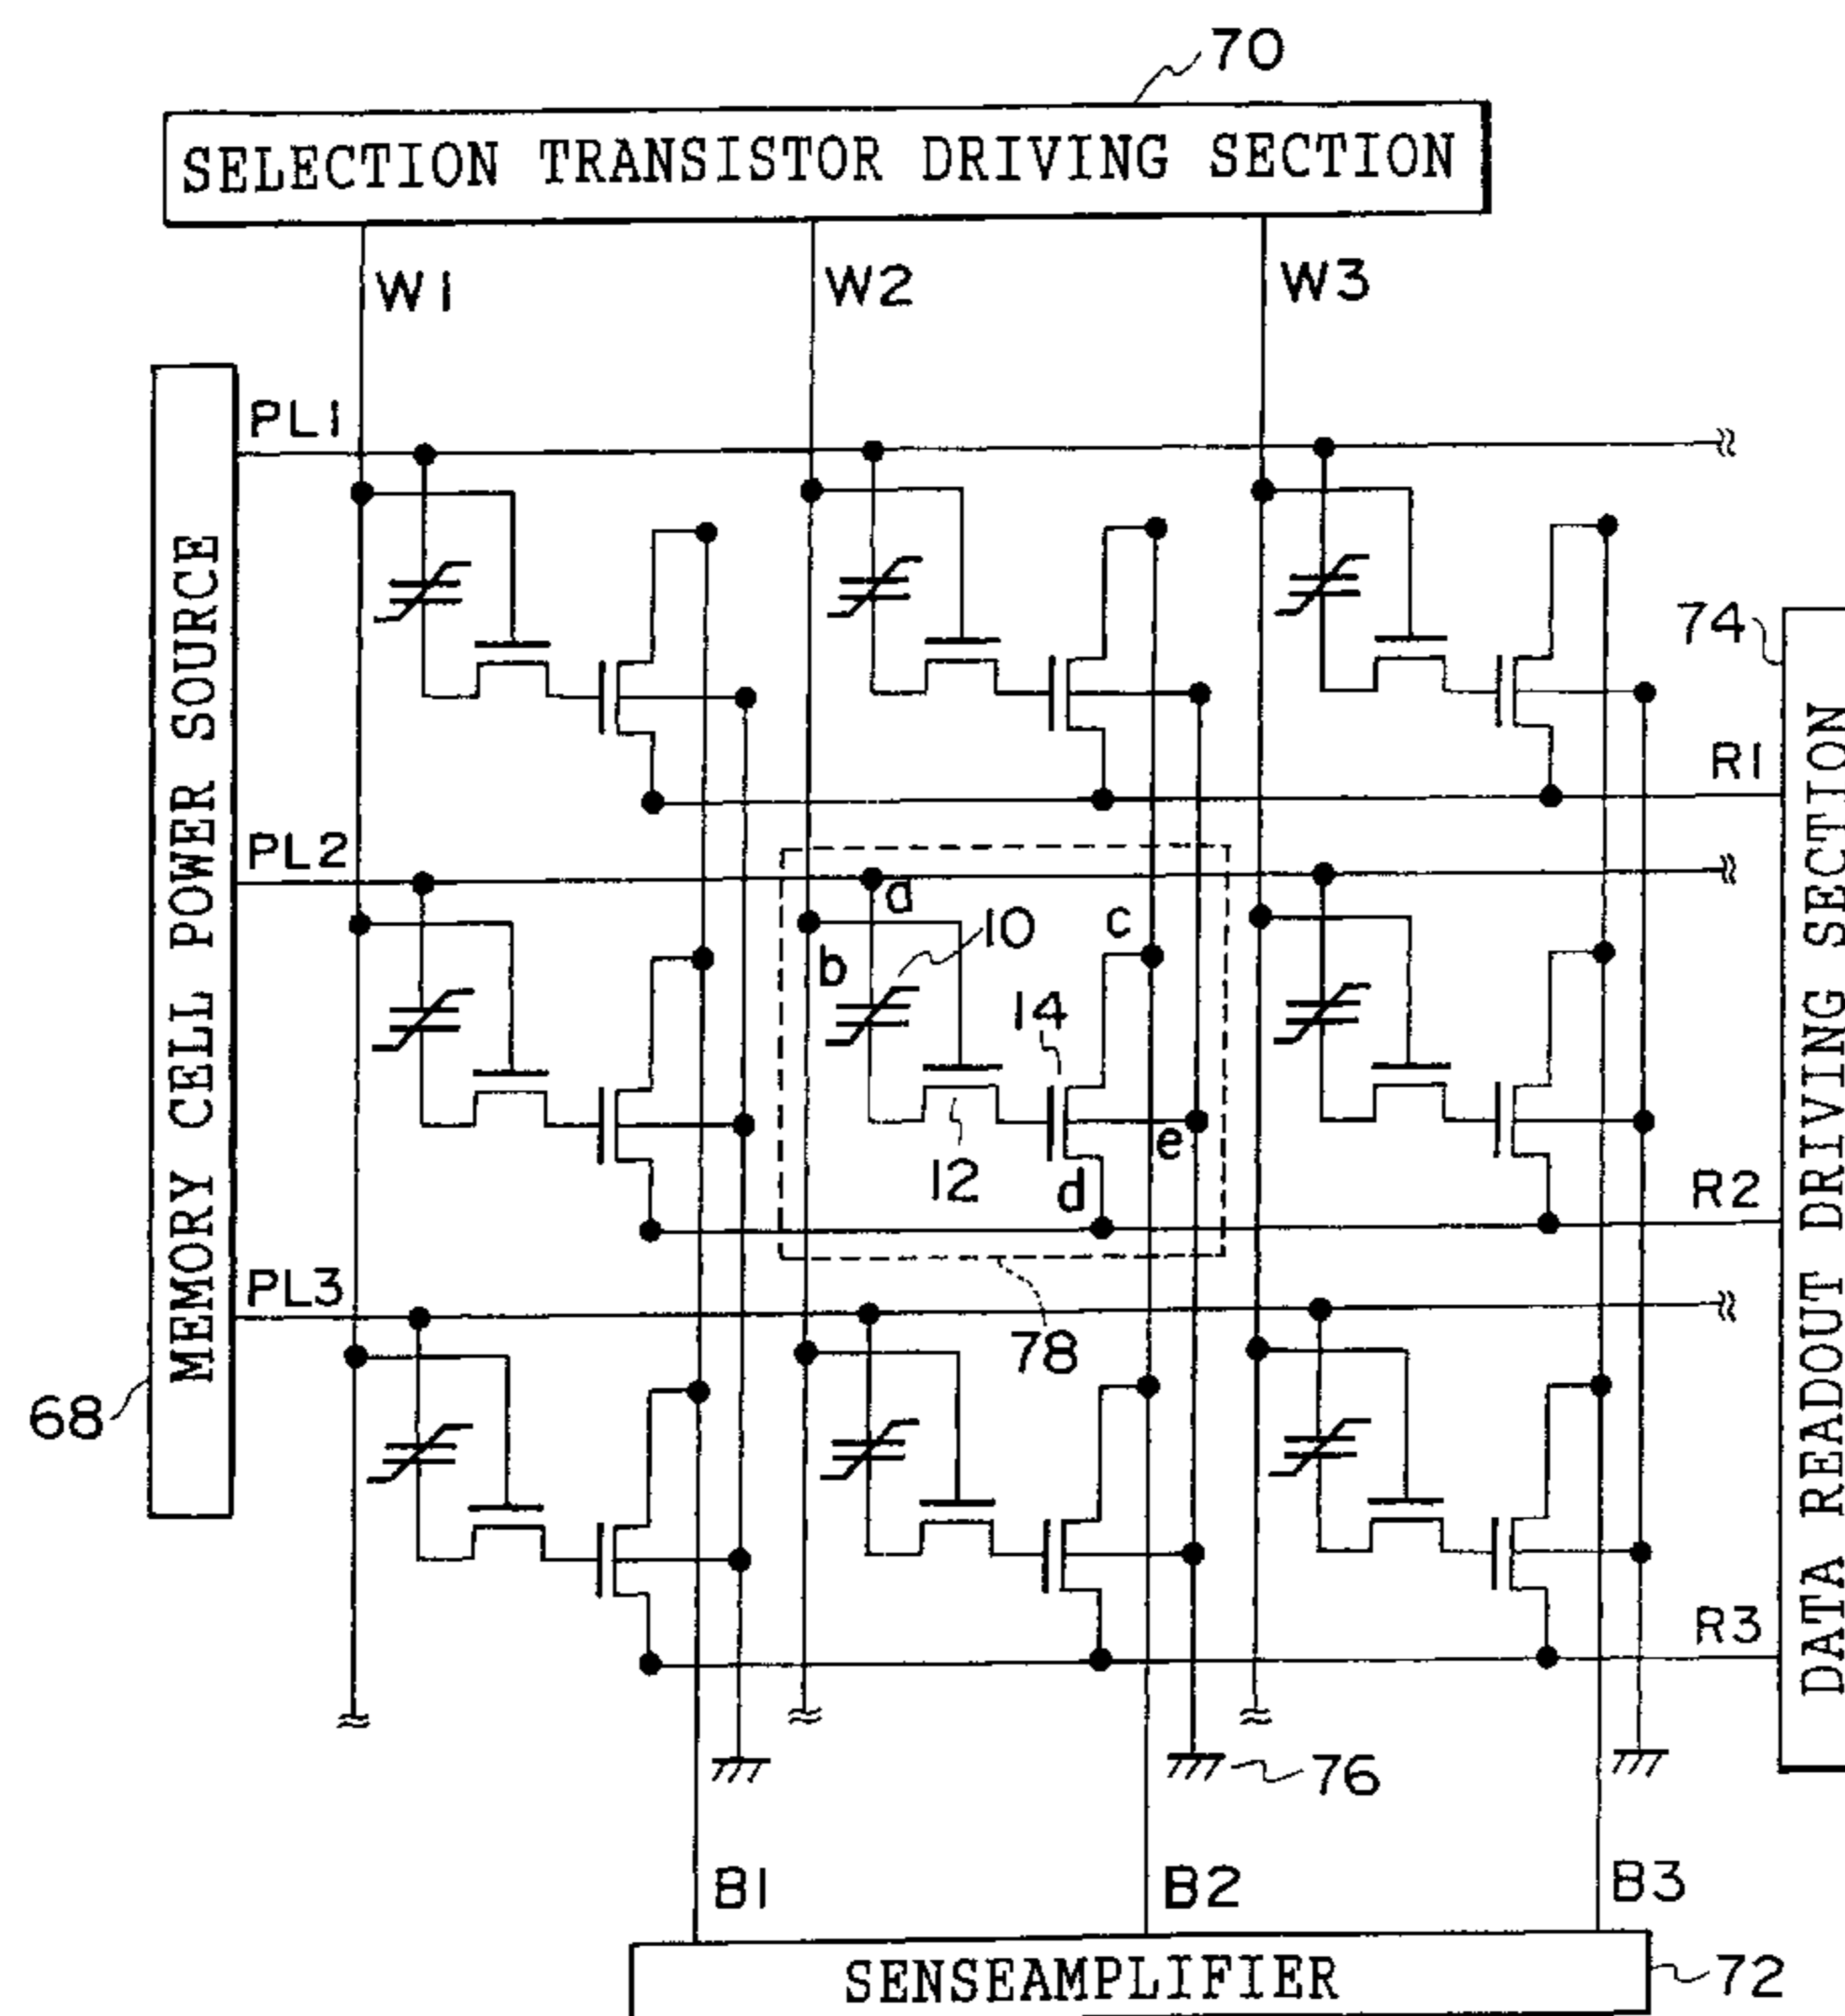 70
SELECTION TRANSISTOR DRIVING SECTION
W1
W2
W3
MEMORY CELL POWER SOURCE
68
PL1
74
DATA READOUT DRIVING SECTION
R1
PL2
a
b
10
c
14
12
d
e
R2
78
PL3
R3
76
B1
B2
B3
SENSEAMPLIFIER
72